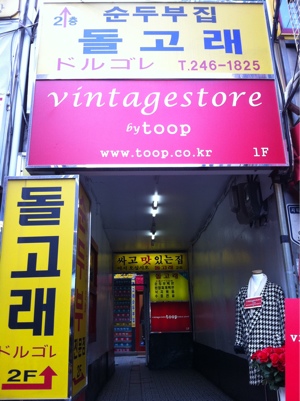 순두부집
2층
돌고래
ドルゴレ T.246-1825
vintagestore
by toop
www.toop.co.kr 1F
돌고래
ドルゴレ
2F
싸고 맛있는집
toop